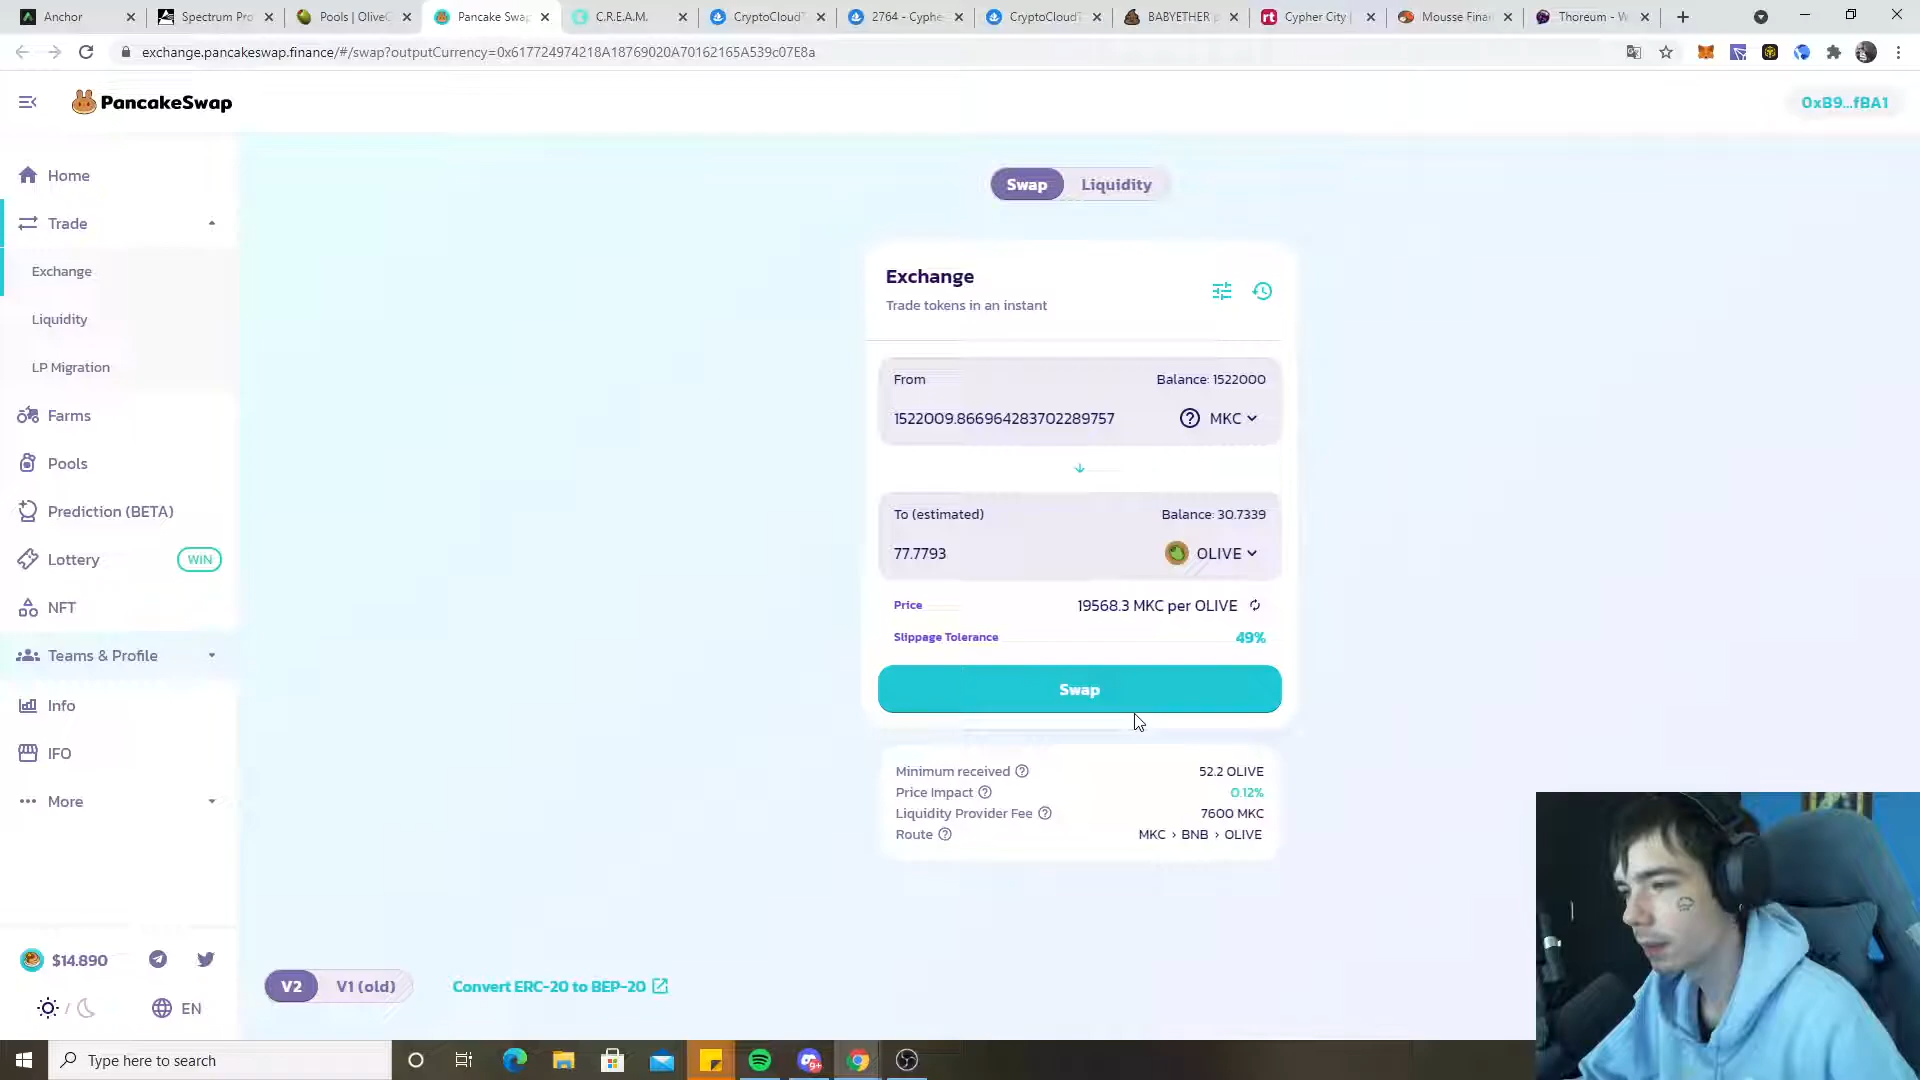 Anchor
Spectrum Pro
Pools | OliveC
Pancake Swap
C.R.E.A.M.
CryptoCloud
2764 - Cyphe
CryptoCloud
BABYETHER p
Cypher City |
Mousse Finan
Thoreum - W
exchange.pancakeswap.finance/#/swap?outputCurrency=0x617724974218A18769020A70162165A539c07E8a
PancakeSwap
0xB9...fBA1
Home
Trade
Exchange
Liquidity
LP Migration
Farms
Pools
Prediction (BETA)
Lottery WIN
NFT
Teams & Profile
Info
IFO
More
$14.890
EN
Swap Liquidity
Exchange
Trade tokens in an instant
From Balance: 1522000
1522009.866964283702289757 MKC
To (estimated) Balance: 30.7339
77.7793 OLIVE
Price 19568.3 MKC per OLIVE
Slippage Tolerance 49%
Swap
Minimum received 52.2 OLIVE
Price Impact 0.12%
Liquidity Provider Fee 7600 MKC
Route MKC > BNB > OLIVE
V2 V1 (old) Convert ERC-20 to BEP-20
Type here to search
9+